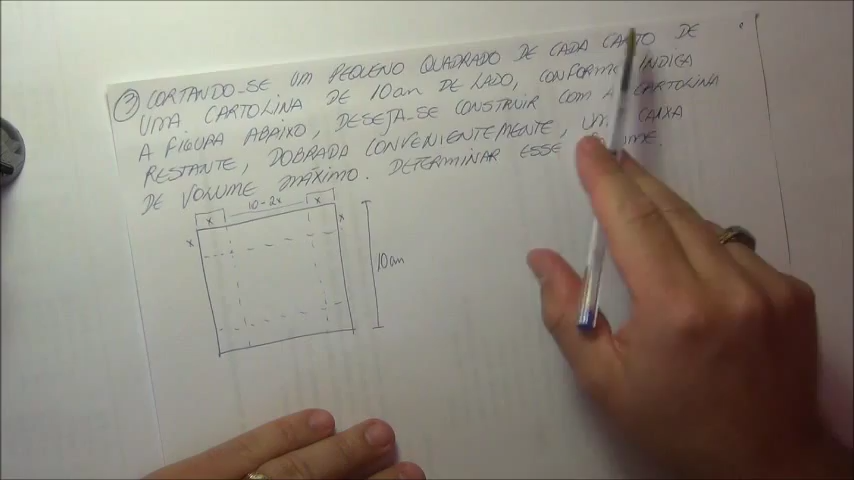 3 CORTANDO-SE UM PEQUENO QUADRADO DE CADA CANTO DE
UMA CARTOLINA DE 10cm DE LADO, CONFORME INDICA
A FIGURA ABAIXO, DESEJA-SE CONSTRUIR COM A CARTOLINA
RESTANTE, DOBRADA CONVENIENTEMENTE, UMA CAIXA
DE VOLUME MÁXIMO. DETERMINAR ESSE
x 10-2x x
x x
10cm